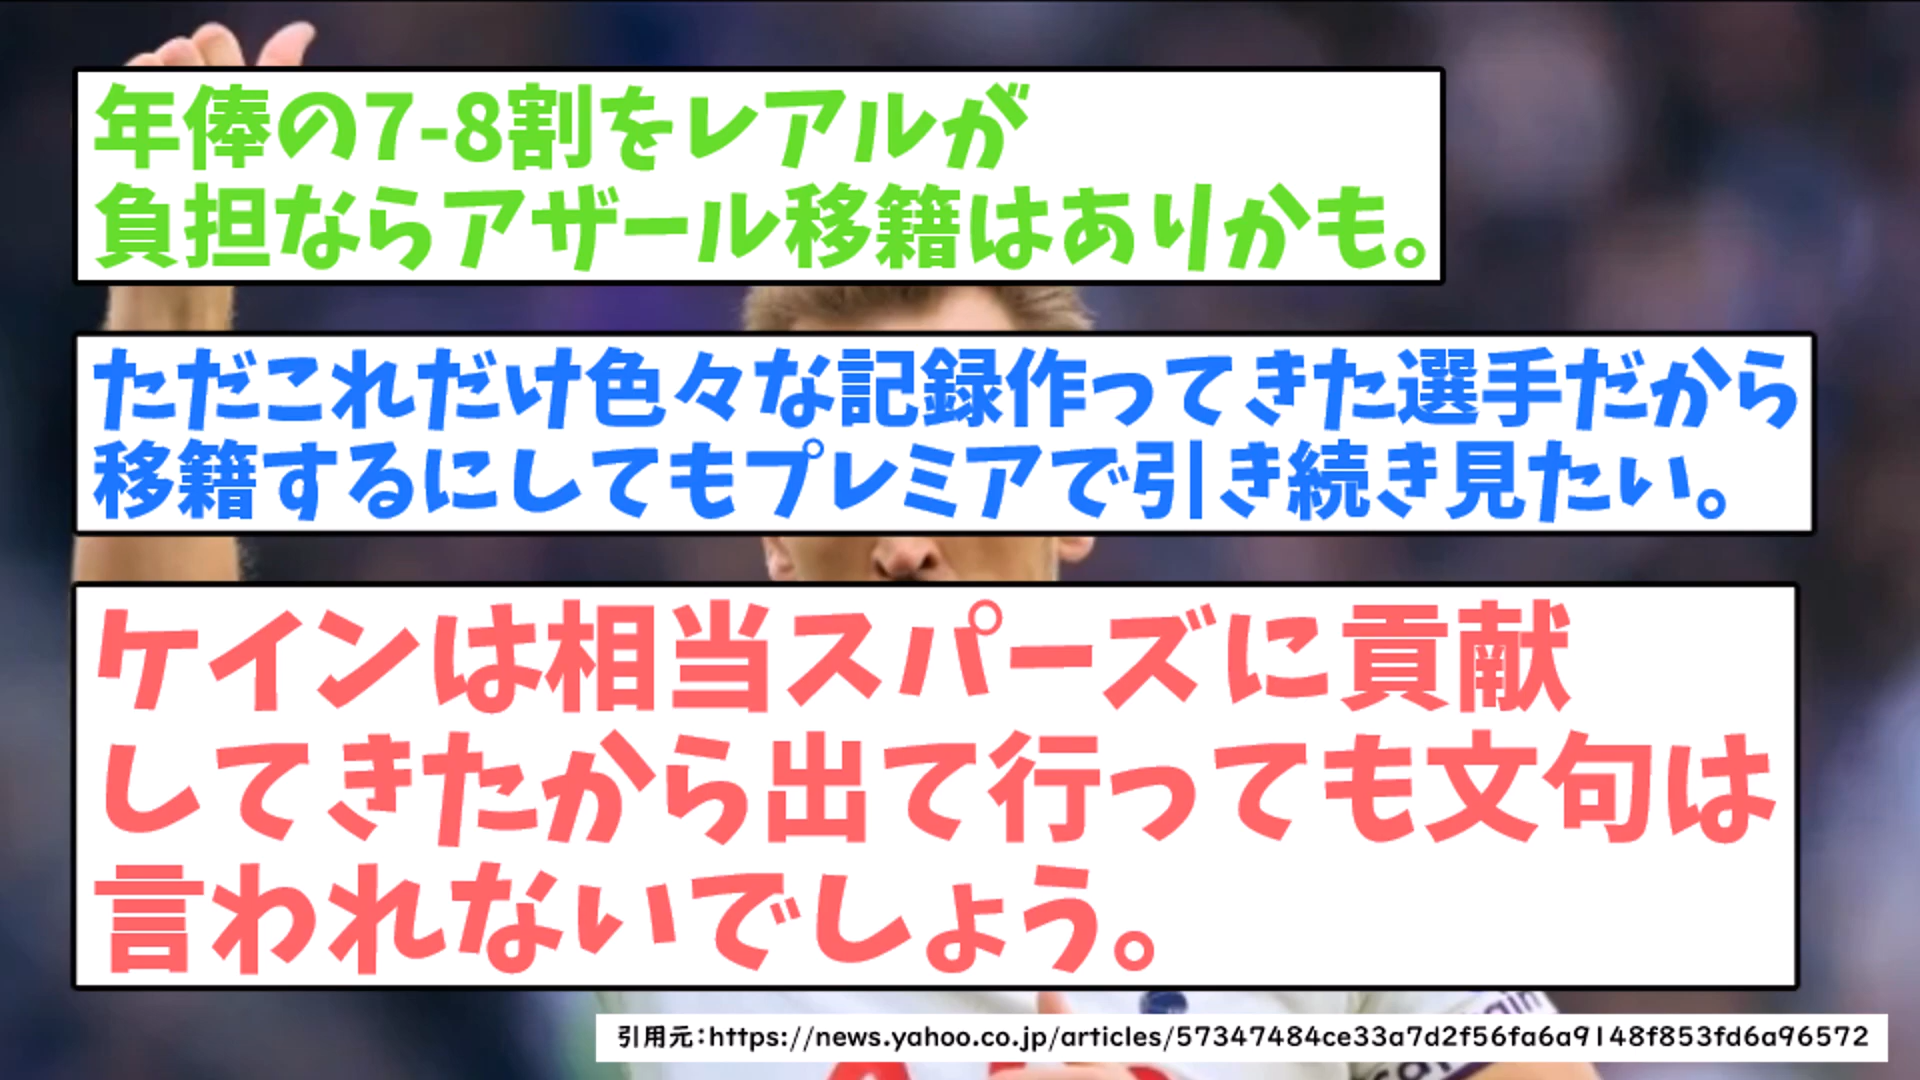 年俸の7-8割をレアルが
負担ならアザール移籍はありかも。
ただこれだけ色々な記録作ってきた選手だから
移籍するにしてもプレミアで引き続き見たい。
ケインは相当スパーズに貢献
してきたから出て行っても文句は
言われないでしょう。
引用元:https://news.yahoo.co.jp/articles/57347484ce33a7d2f56fa6a9148f853fd6a96572